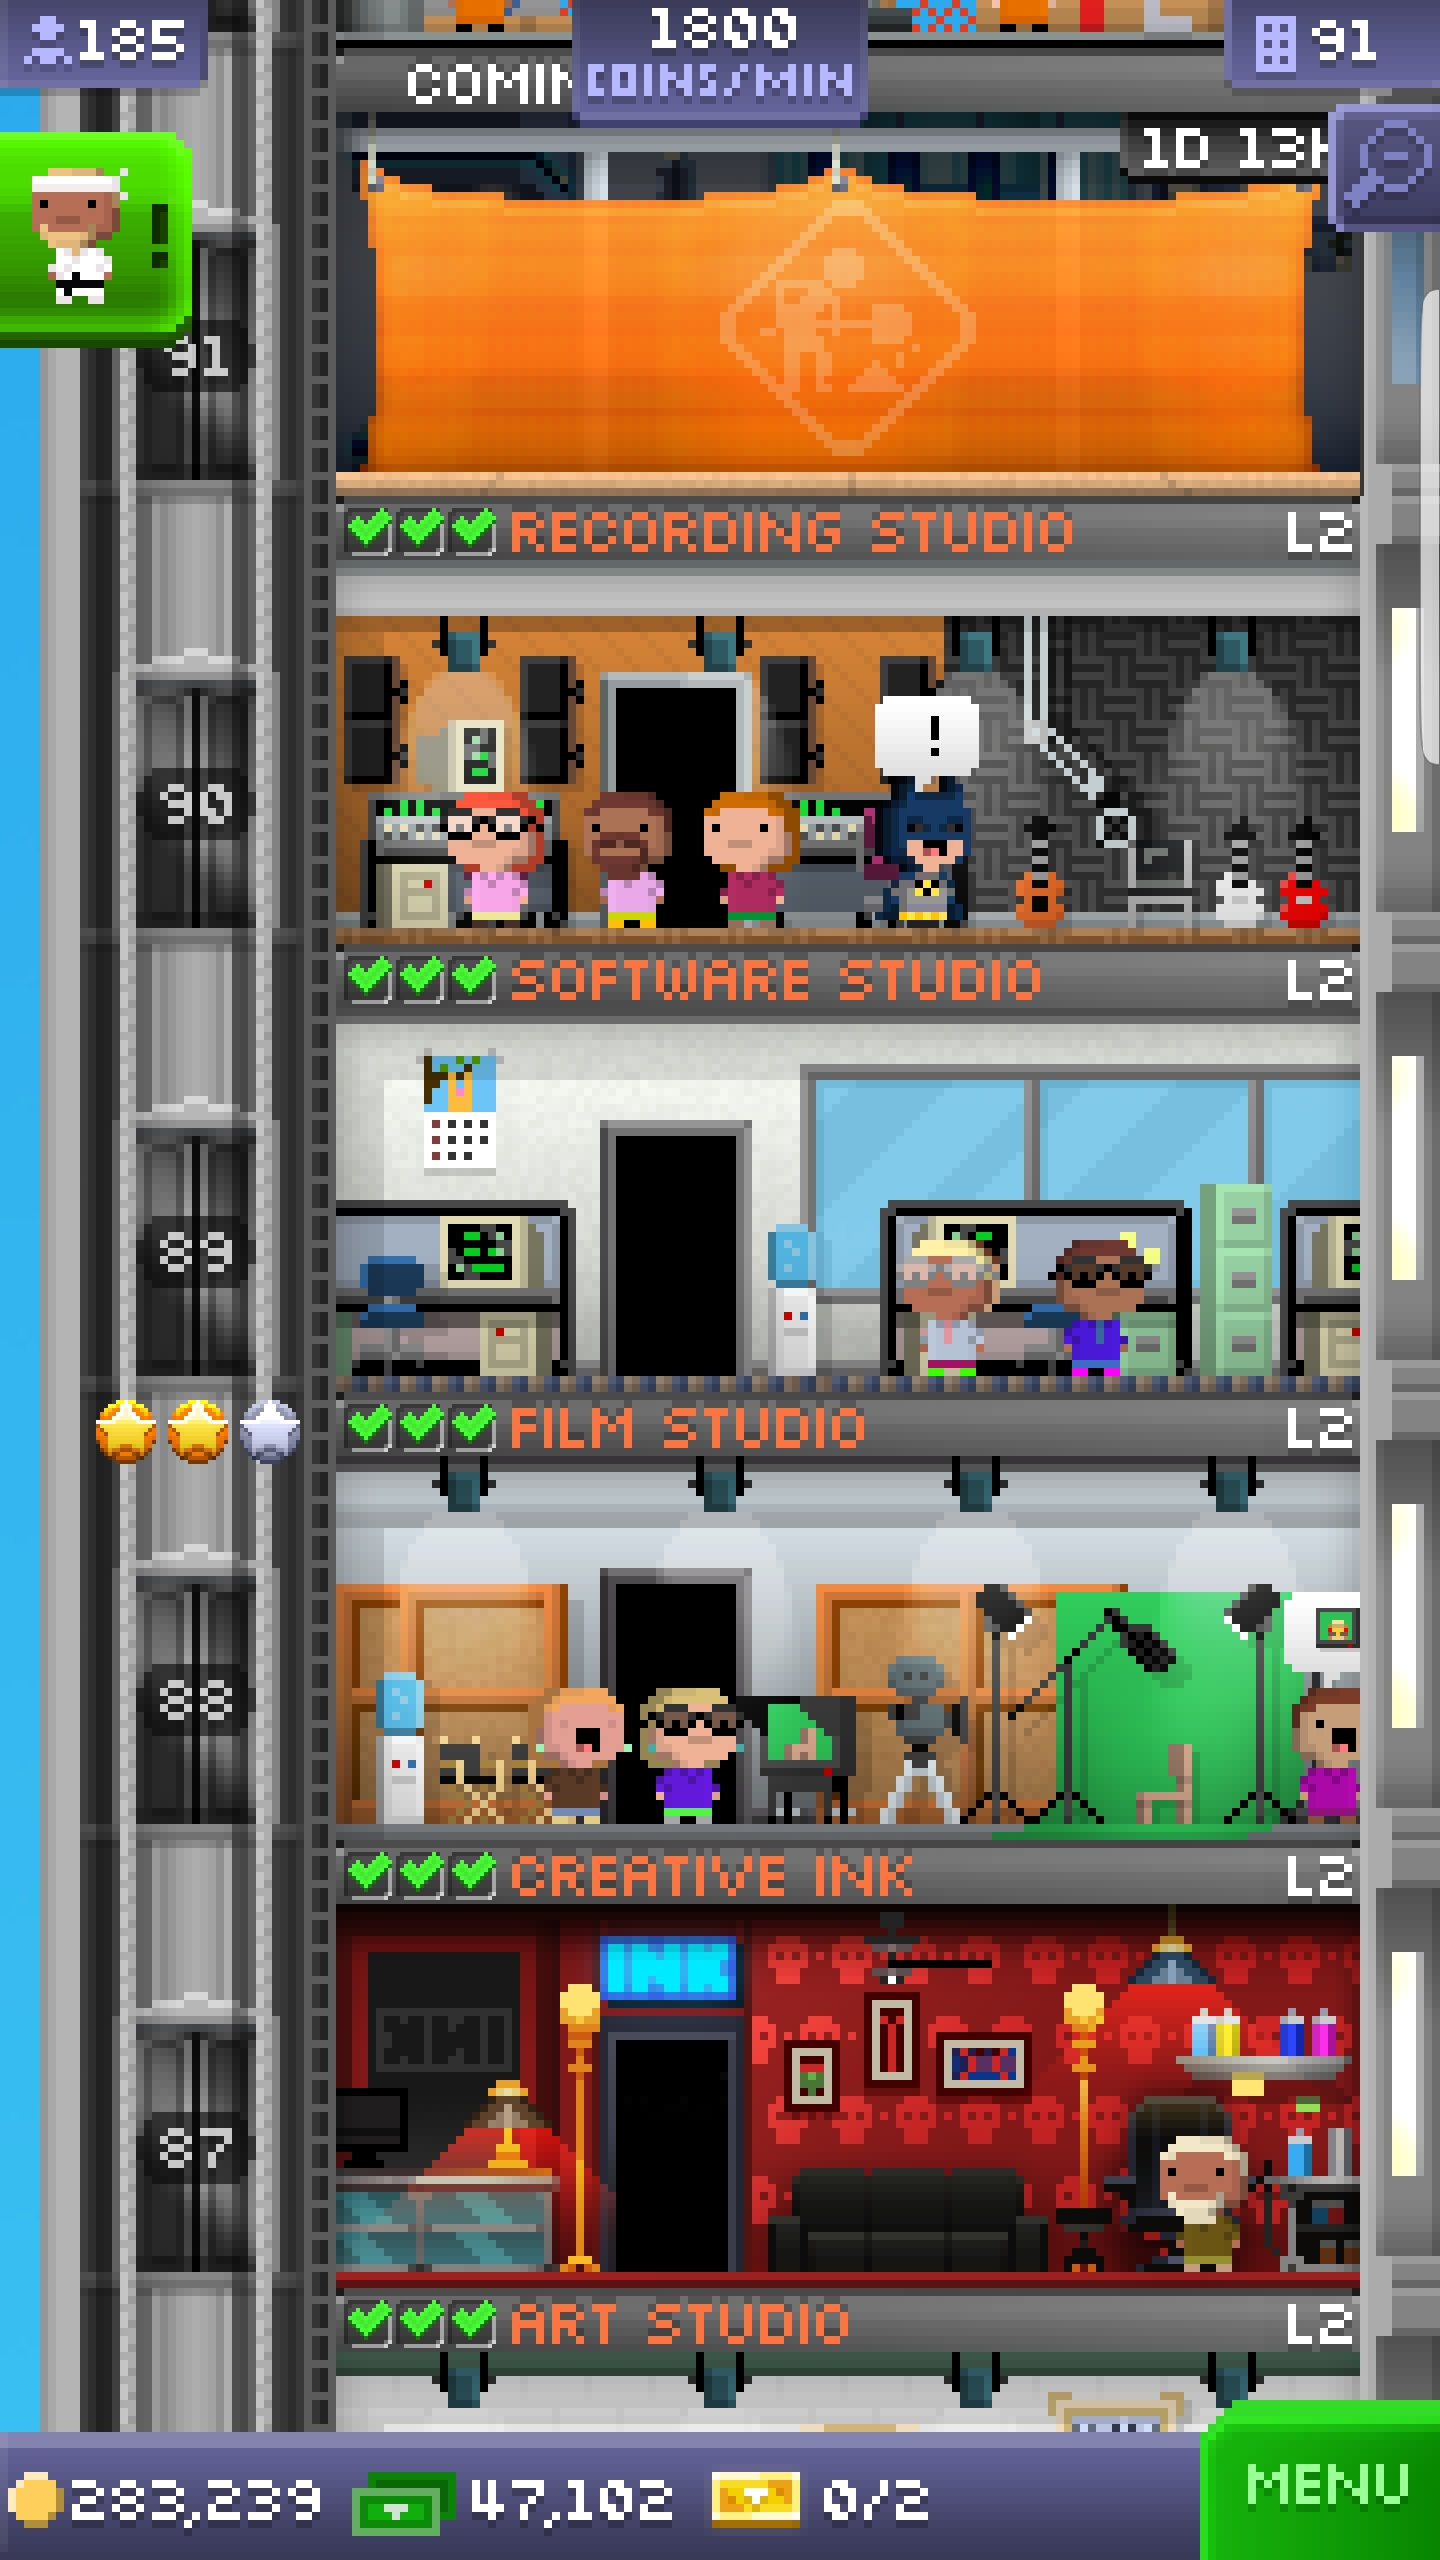 185
1800
91
COMIN
COINS/MIN
1D 13H
!
91
RECORDING STUDIO L2
!
90
SOFTWARE STUDIO L2
89
FILM STUDIO L2
88
CREATIVE INK L2
INK
87
ART STUDIO L2
283,239 47,102 0/2
MENU